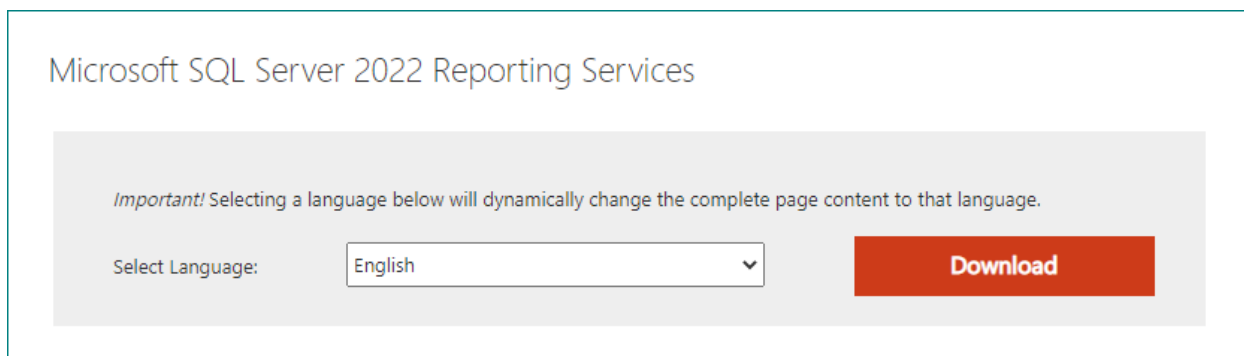 Microsoft SQL Server 2022 Reporting Services
Important! Selecting a language below will dynamically change the complete page content to that language.
Select Language: English Download